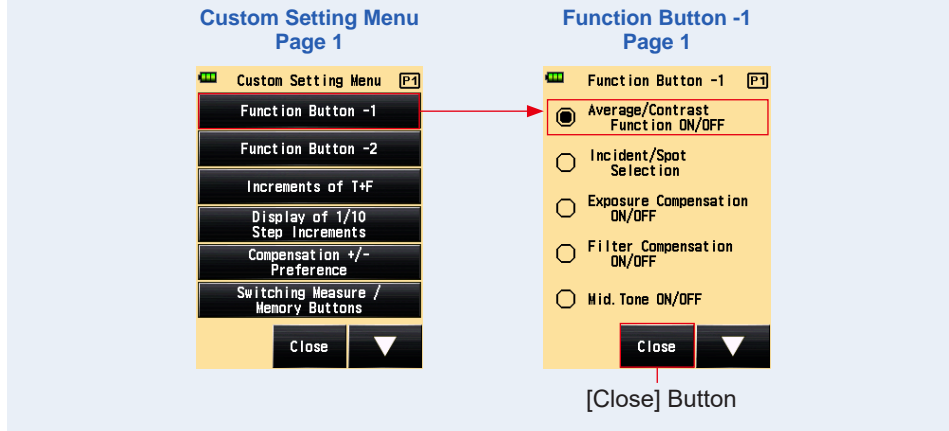 Custom Setting Menu
Page 1
Custom Setting Menu P1
Function Button -1
Function Button -2
Increments of T+F
Display of 1/10
Step Increments
Compensation +/-
Preference
Switching Measure /
Memory Buttons
Close
Function Button -1
Page 1
Function Button -1 P1
Average/Contrast
Function ON/OFF
Incident/Spot
Selection
Exposure Compensation
ON/OFF
Filter Compensation
ON/OFF
Mid. Tone ON/OFF
Close
[Close] Button